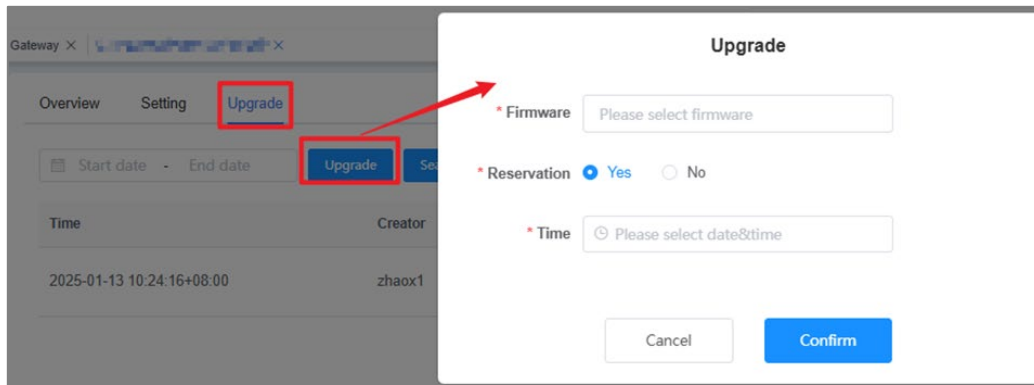 Gateway
Overview Setting Upgrade
Start date - End date Upgrade
Time Creator
2025-01-13 10:24:16+08:00 zhaox1
Upgrade
* Firmware Please select firmware
* Reservation Yes No
* Time Please select date&time
Cancel Confirm